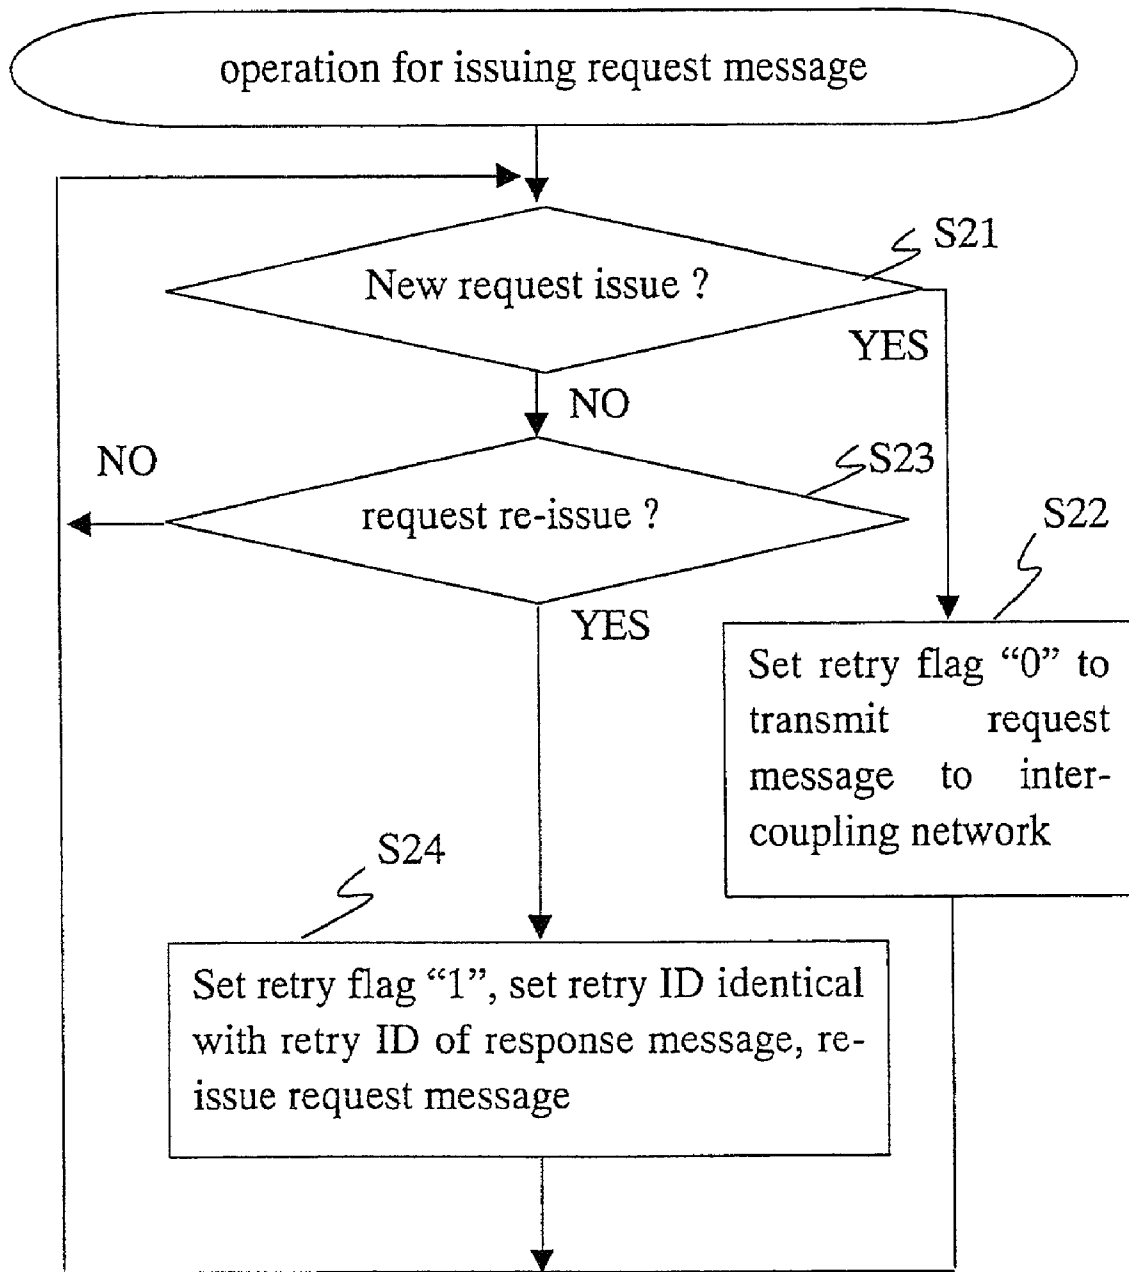 operation for issuing request message
S21
New request issue ?
YES
NO
NO
S23
request re-issue ?
S22
YES
Set retry flag “0” to
transmit request
message to inter-
coupling network
S24
Set retry flag “1”, set retry ID identical
with retry ID of response message, re-
issue request message